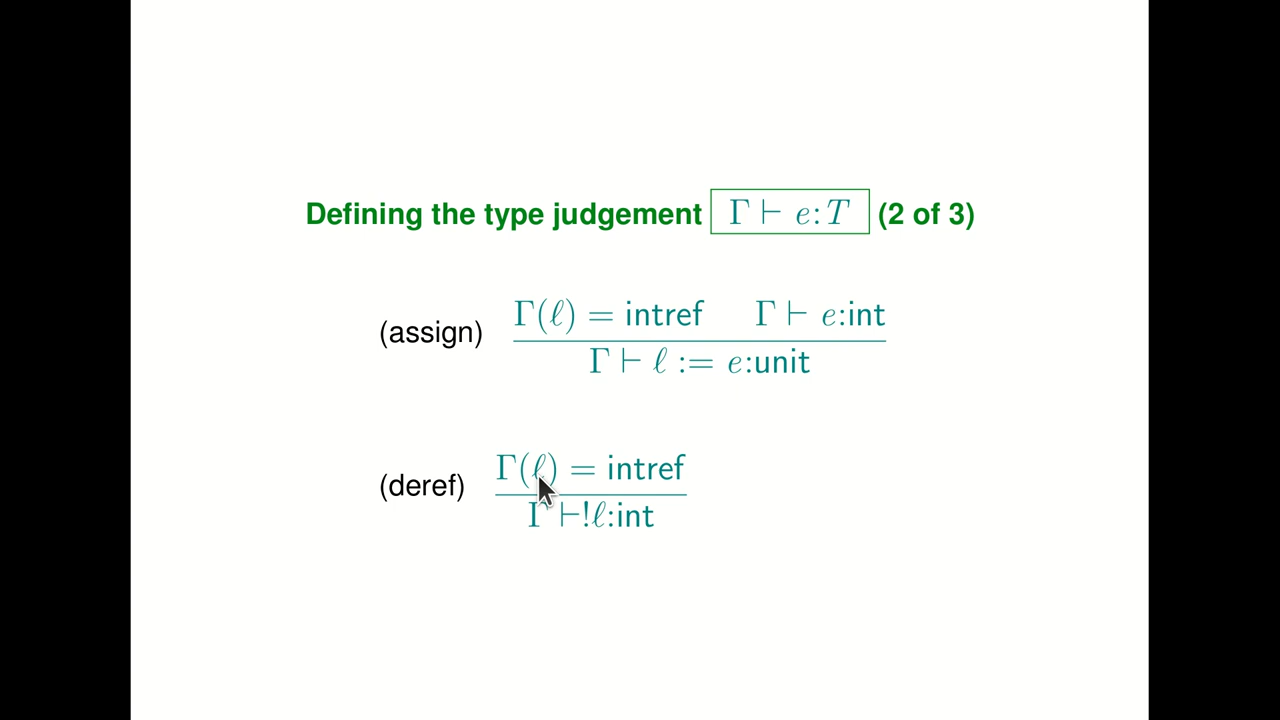 Defining the type judgement Γ ⊢ e:T (2 of 3)
(assign) Γ(ℓ) = intref Γ ⊢ e:int
Γ ⊢ ℓ := e:unit
(deref) Γ(ℓ) = intref
Γ ⊢!ℓ:int